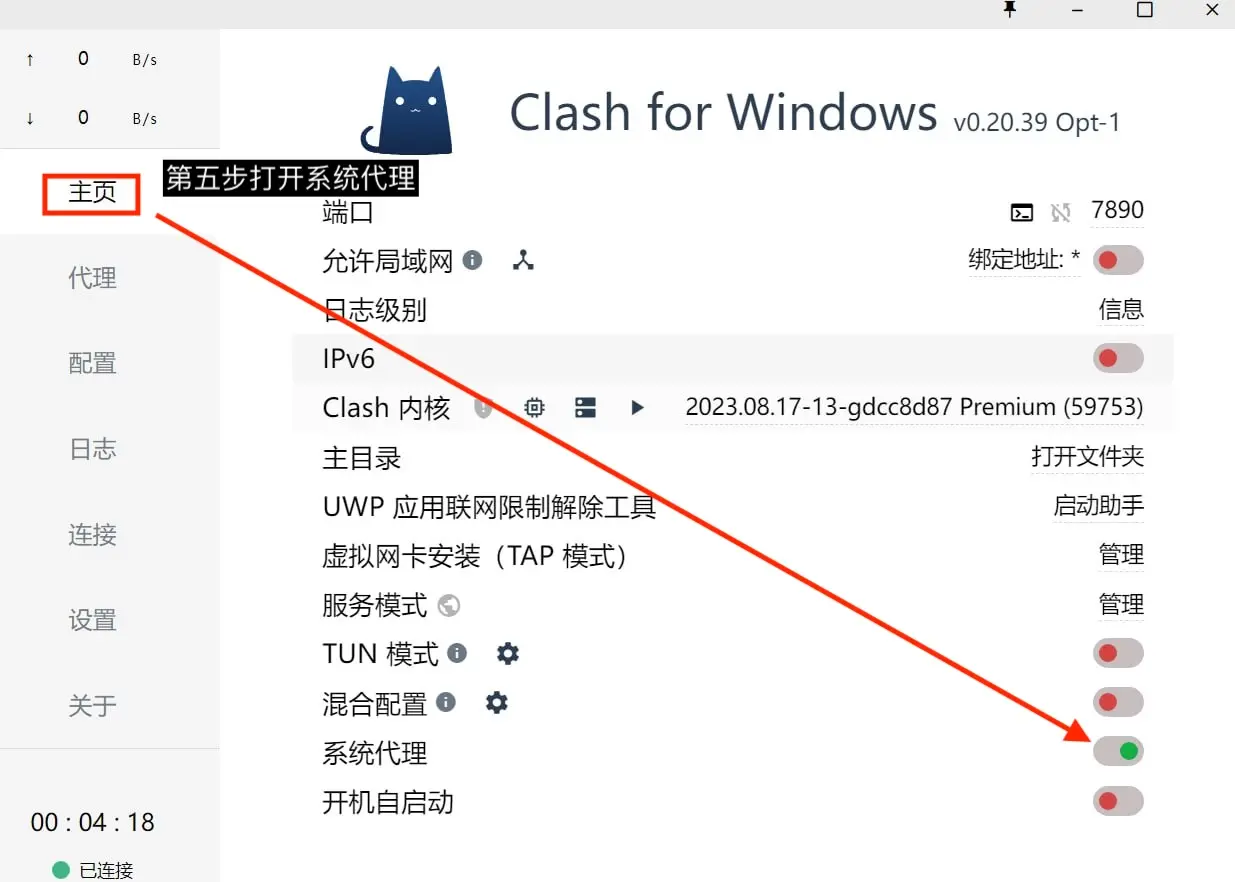 ↑ 0 B/s
↓ 0 B/s
Clash for Windows v0.20.39 Opt-1
主页
第五步打开系统代理
代理
配置
日志
连接
设置
关于
00 : 04 : 18
已连接
端口 7890
允许局域网 绑定地址: *
日志级别 信息
IPv6
Clash 内核 2023.08.17-13-gdcc8d87 Premium (59753)
主目录 打开文件夹
UWP 应用联网限制解除工具 启动助手
虚拟网卡安装（TAP 模式） 管理
服务模式 管理
TUN 模式
混合配置
系统代理
开机自启动